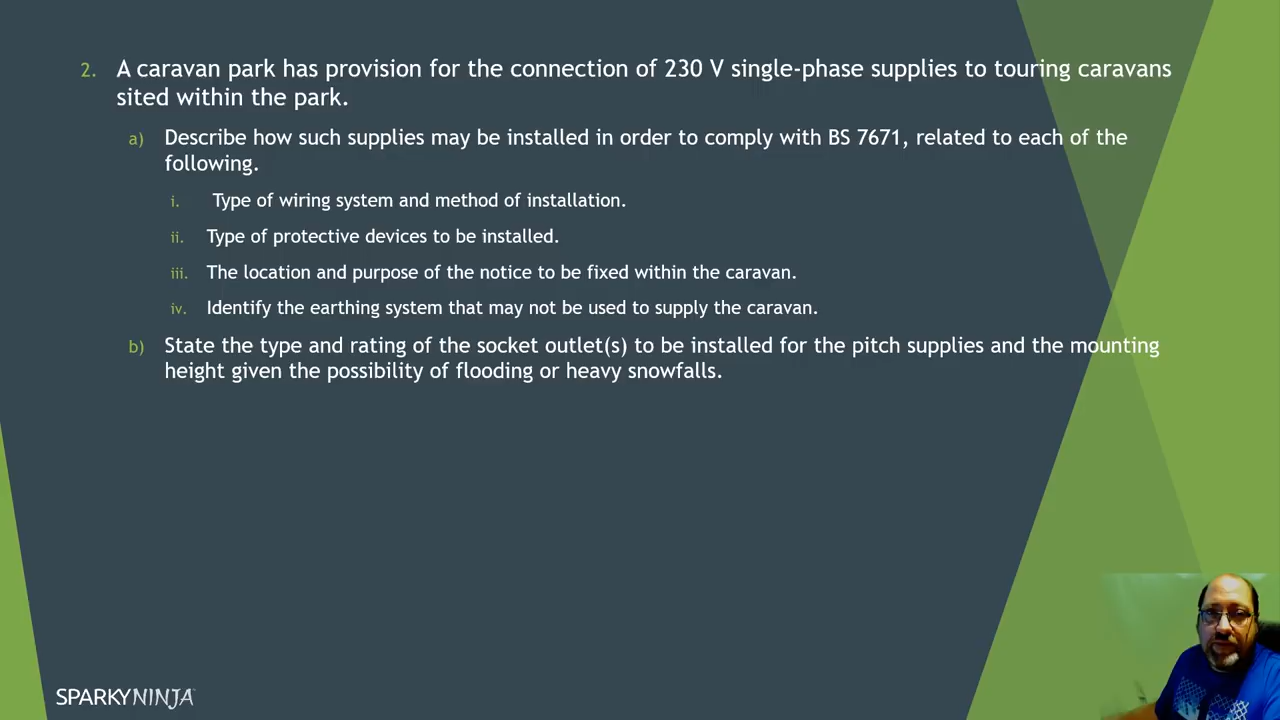 2. A caravan park has provision for the connection of 230 V single-phase supplies to touring caravans
sited within the park.
a) Describe how such supplies may be installed in order to comply with BS 7671, related to each of the
following.
i. Type of wiring system and method of installation.
ii. Type of protective devices to be installed.
iii. The location and purpose of the notice to be fixed within the caravan.
iv. Identify the earthing system that may not be used to supply the caravan.
b) State the type and rating of the socket outlet(s) to be installed for the pitch supplies and the mounting
height given the possibility of flooding or heavy snowfalls.
SPARKYNINJA